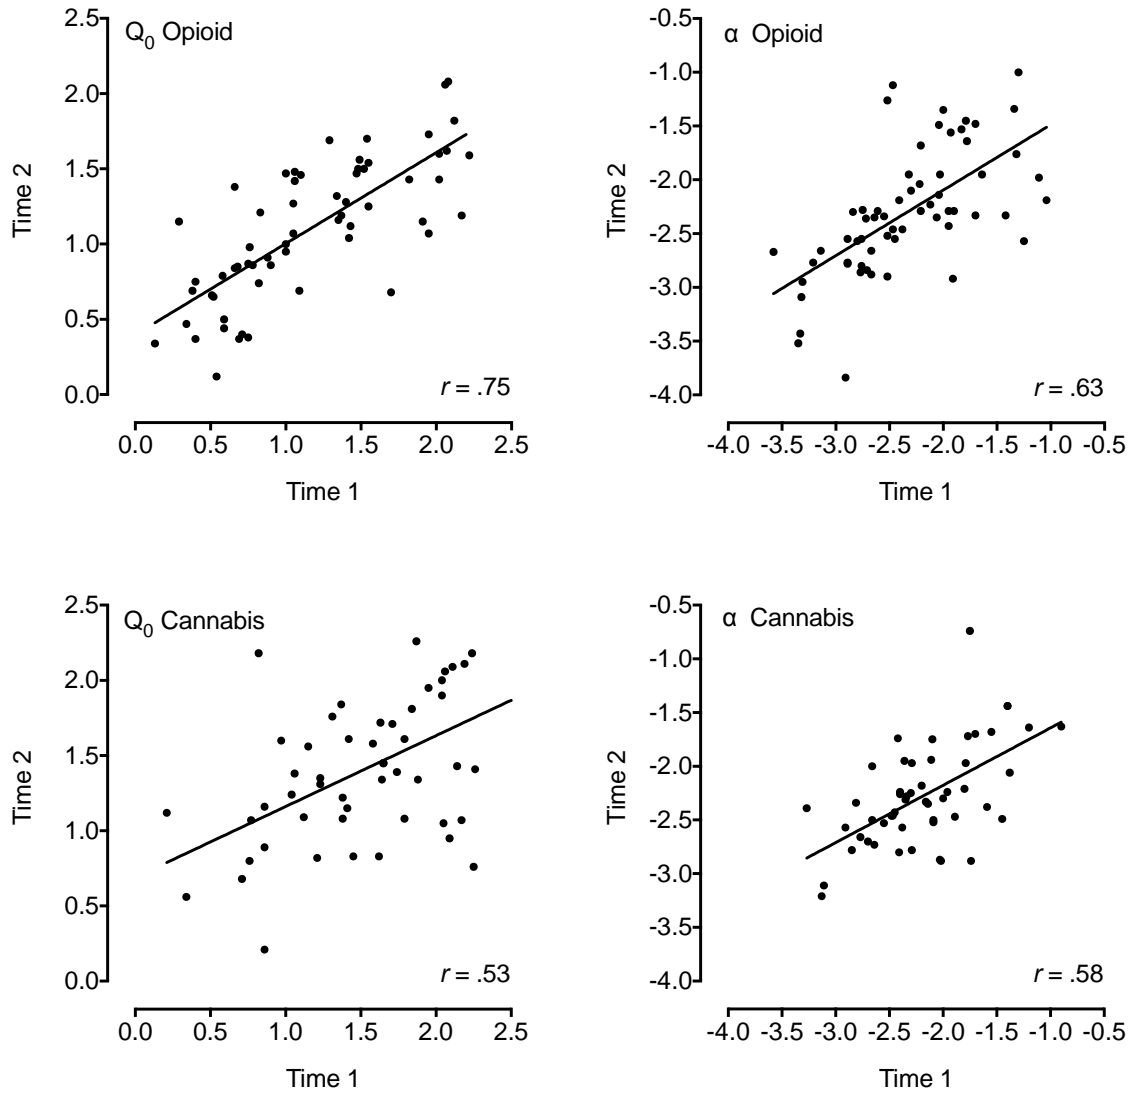 Q0 Opioid
2.5
2.0
1.5
1.0
0.5
0.0
Time 2
r = .75
0.0 0.5 1.0 1.5 2.0 2.5
Time 1
α Opioid
-0.5
-1.0
-1.5
-2.0
-2.5
-3.0
-3.5
-4.0
Time 2
r = .63
-4.0 -3.5 -3.0 -2.5 -2.0 -1.5 -1.0 -0.5
Time 1
Q0 Cannabis
2.5
2.0
1.5
1.0
0.5
0.0
Time 2
r = .53
0.0 0.5 1.0 1.5 2.0 2.5
Time 1
α Cannabis
-0.5
-1.0
-1.5
-2.0
-2.5
-3.0
-3.5
-4.0
Time 2
r = .58
-4.0 -3.5 -3.0 -2.5 -2.0 -1.5 -1.0 -0.5
Time 1